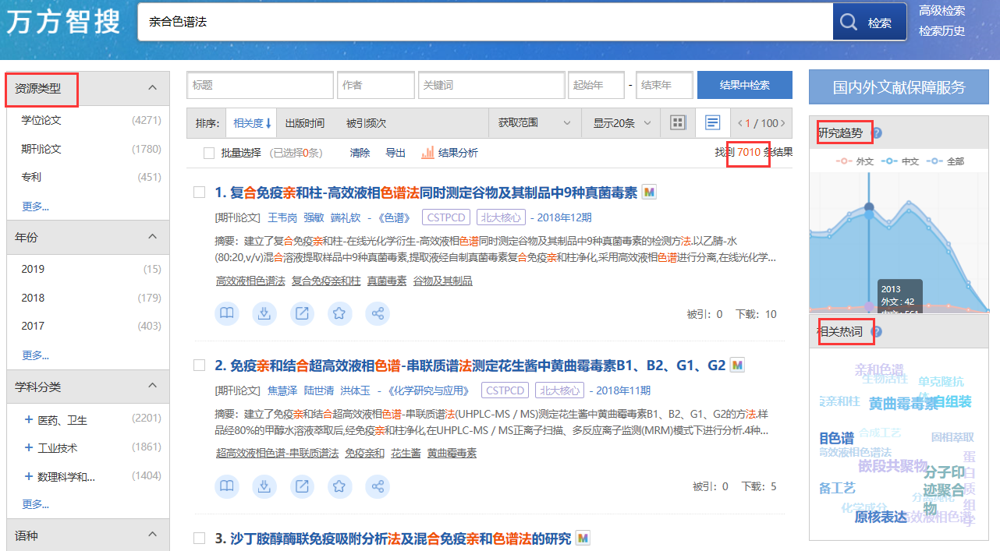 万方智搜
亲合色谱法
检索
高级检索
检索历史
资源类型
学位论文 (4271)
期刊论文 (1780)
专利 (451)
更多...
年份
2019 (15)
2018 (179)
2017 (403)
更多...
学科分类
+ 医药、卫生 (2201)
+ 工业技术 (1861)
+ 数理科学和... (1404)
更多...
语种
标题 作者 关键词 起始年 - 结束年 结果中检索
排序: 相关度 出版时间 被引频次 获取范围 显示20条 1 / 100
批量选择 (已选择0条) 清除 导出 结果分析 找到 7010 条结果
1. 复合免疫亲和柱-高效液相色谱法同时测定谷物及其制品中9种真菌毒素 M
[期刊论文] 王韦岗 强敏 端礼钦 - 《色谱》 CSTPCD 北大核心 - 2018年12期
摘要：建立了复合免疫亲和柱-在线光化学衍生-高效液相色谱同时测定谷物及其制品中9种真菌毒素的检测方法.以乙腈-水
(80:20,v/v)混合溶液提取样品中9种真菌毒素,提取液经自制真菌毒素复合免疫亲和柱净化,采用高效液相色谱进行分离,在线光化学...
高效液相色谱法 复合免疫亲和柱 真菌毒素 谷物及其制品
被引: 0 下载: 10
2. 免疫亲和结合超高效液相色谱-串联质谱法测定花生酱中黄曲霉毒素B1、B2、G1、G2 M
[期刊论文] 焦慧泽 陆世清 洪体玉 - 《化学研究与应用》 CSTPCD 北大核心 - 2018年11期
摘要：建立了免疫亲和结合超高效液相色谱-串联质谱法(UHPLC-MS / MS)测定花生酱中黄曲霉毒素B1、B2、G1、G2的方法.样
品经80%的甲醇水溶液萃取后,经免疫亲和柱净化,在UHPLC-MS / MS正离子扫描、多反应离子监测(MRM)模式下进行分析.4种...
超高效液相色谱-串联质谱法 免疫亲和 花生酱 黄曲霉毒素
被引: 0 下载: 5
3. 沙丁胺醇酶联免疫吸附分析法及混合免疫亲和色谱法的研究 M
国内外文献保障服务
研究趋势 ?
外文 中文 全部
2013
外文 : 42
中文 : 561
相关热词 ?
亲和色谱
生物活性
单克隆抗
体
亲和柱
黄曲霉毒素
自组装
相色谱
合成工艺
固相萃取
高效液相色谱法
嵌段共聚物
蛋白质组学
分子印迹聚合物
备工艺
分离纯化
化学成分
原核表达
高效液相色谱